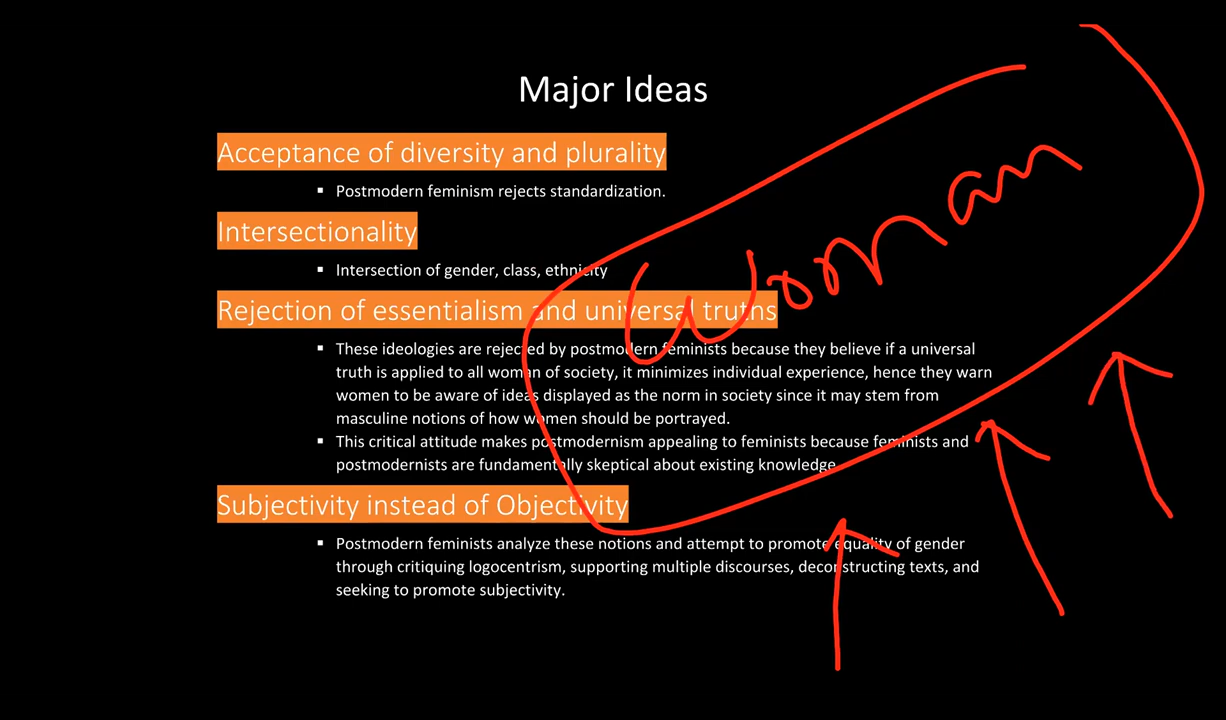 Major Ideas
Acceptance of diversity and plurality
▪ Postmodern feminism rejects standardization.
Intersectionality
▪ Intersection of gender, class, ethnicity
Woman
Rejection of essentialism and universal truths
▪ These ideologies are rejected by postmodern feminists because they believe if a universal
truth is applied to all woman of society, it minimizes individual experience, hence they warn
women to be aware of ideas displayed as the norm in society since it may stem from
masculine notions of how women should be portrayed.
▪ This critical attitude makes postmodernism appealing to feminists because feminists and
postmodernists are fundamentally skeptical about existing knowledge
Subjectivity instead of Objectivity
▪ Postmodern feminists analyze these notions and attempt to promote equality of gender
through critiquing logocentrism, supporting multiple discourses, deconstructing texts, and
seeking to promote subjectivity.